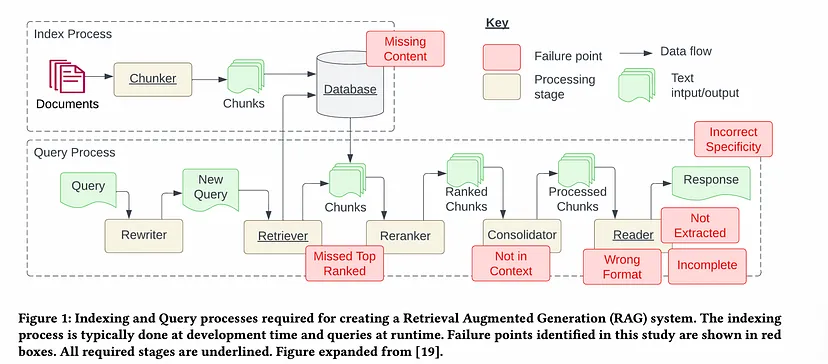 Index Process
Documents
Chunker
Chunks
Database
Missing
Content
Key
Failure point
Data flow
Processing
stage
Text
intput/output
Query Process
Incorrect
Specificity
Query
Rewriter
New
Query
Retriever
Missed Top
Ranked
Chunks
Reranker
Ranked
Chunks
Consolidator
Not in
Context
Processed
Chunks
Reader
Response
Not
Extracted
Wrong
Format
Incomplete
Figure 1: Indexing and Query processes required for creating a Retrieval Augmented Generation (RAG) system. The indexing
process is typically done at development time and queries at runtime. Failure points identified in this study are shown in red
boxes. All required stages are underlined. Figure expanded from [19].